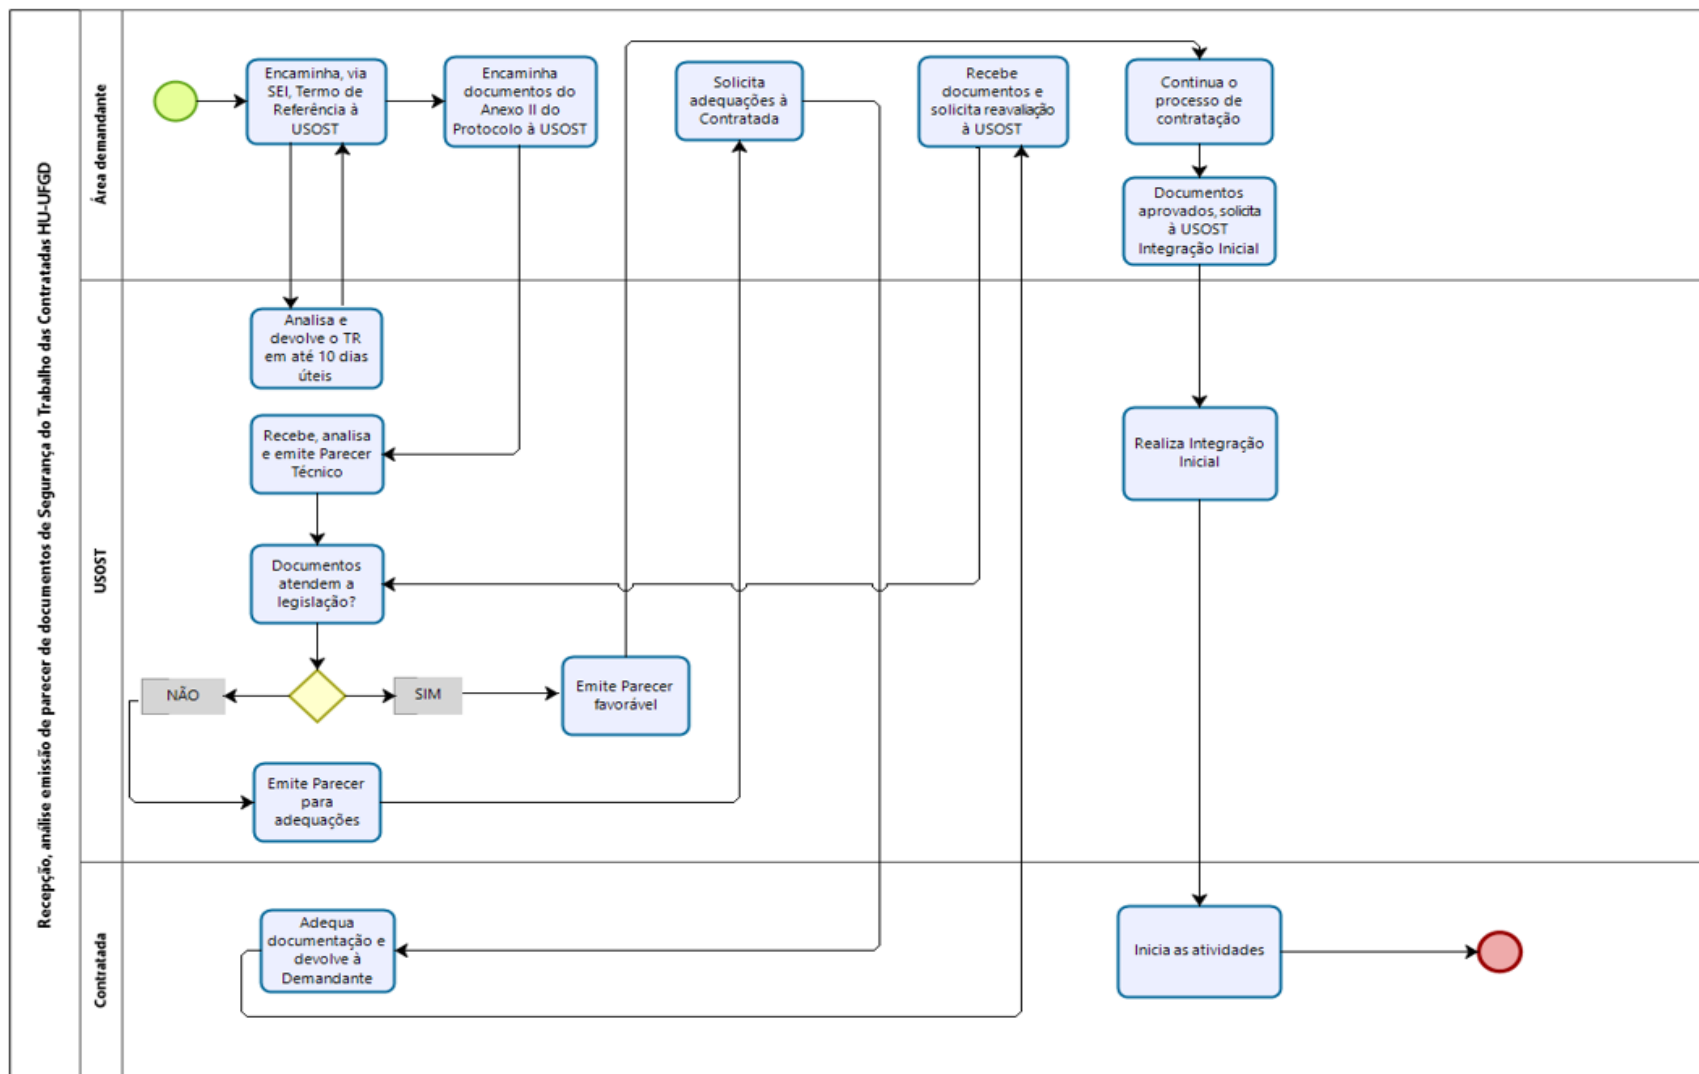 Recepção, análise emissão de parecer de documentos de Segurança do Trabalho das Contratadas HU-UFGD
Área demandante
Encaminha, via
SEI, Termo de
Referência à
USOST
Encaminha
documentos do
Anexo II do
Protocolo à USOST
Solicita
adequações à
Contratada
Recebe
documentos e
solicita reavaliação
à USOST
Continua o
processo de
contratação
Documentos
aprovados, solicita
à USOST
Integração Inicial
USOST
Analisa e
devolve o TR
em até 10 dias
úteis
Recebe, analisa
e emite Parecer
Técnico
Realiza Integração
Inicial
Documentos
atendem a
legislação?
NÃO
SIM
Emite Parecer
favorável
Emite Parecer
para
adequações
Contratada
Adequa
documentação e
devolve à
Demandante
Inicia as atividades